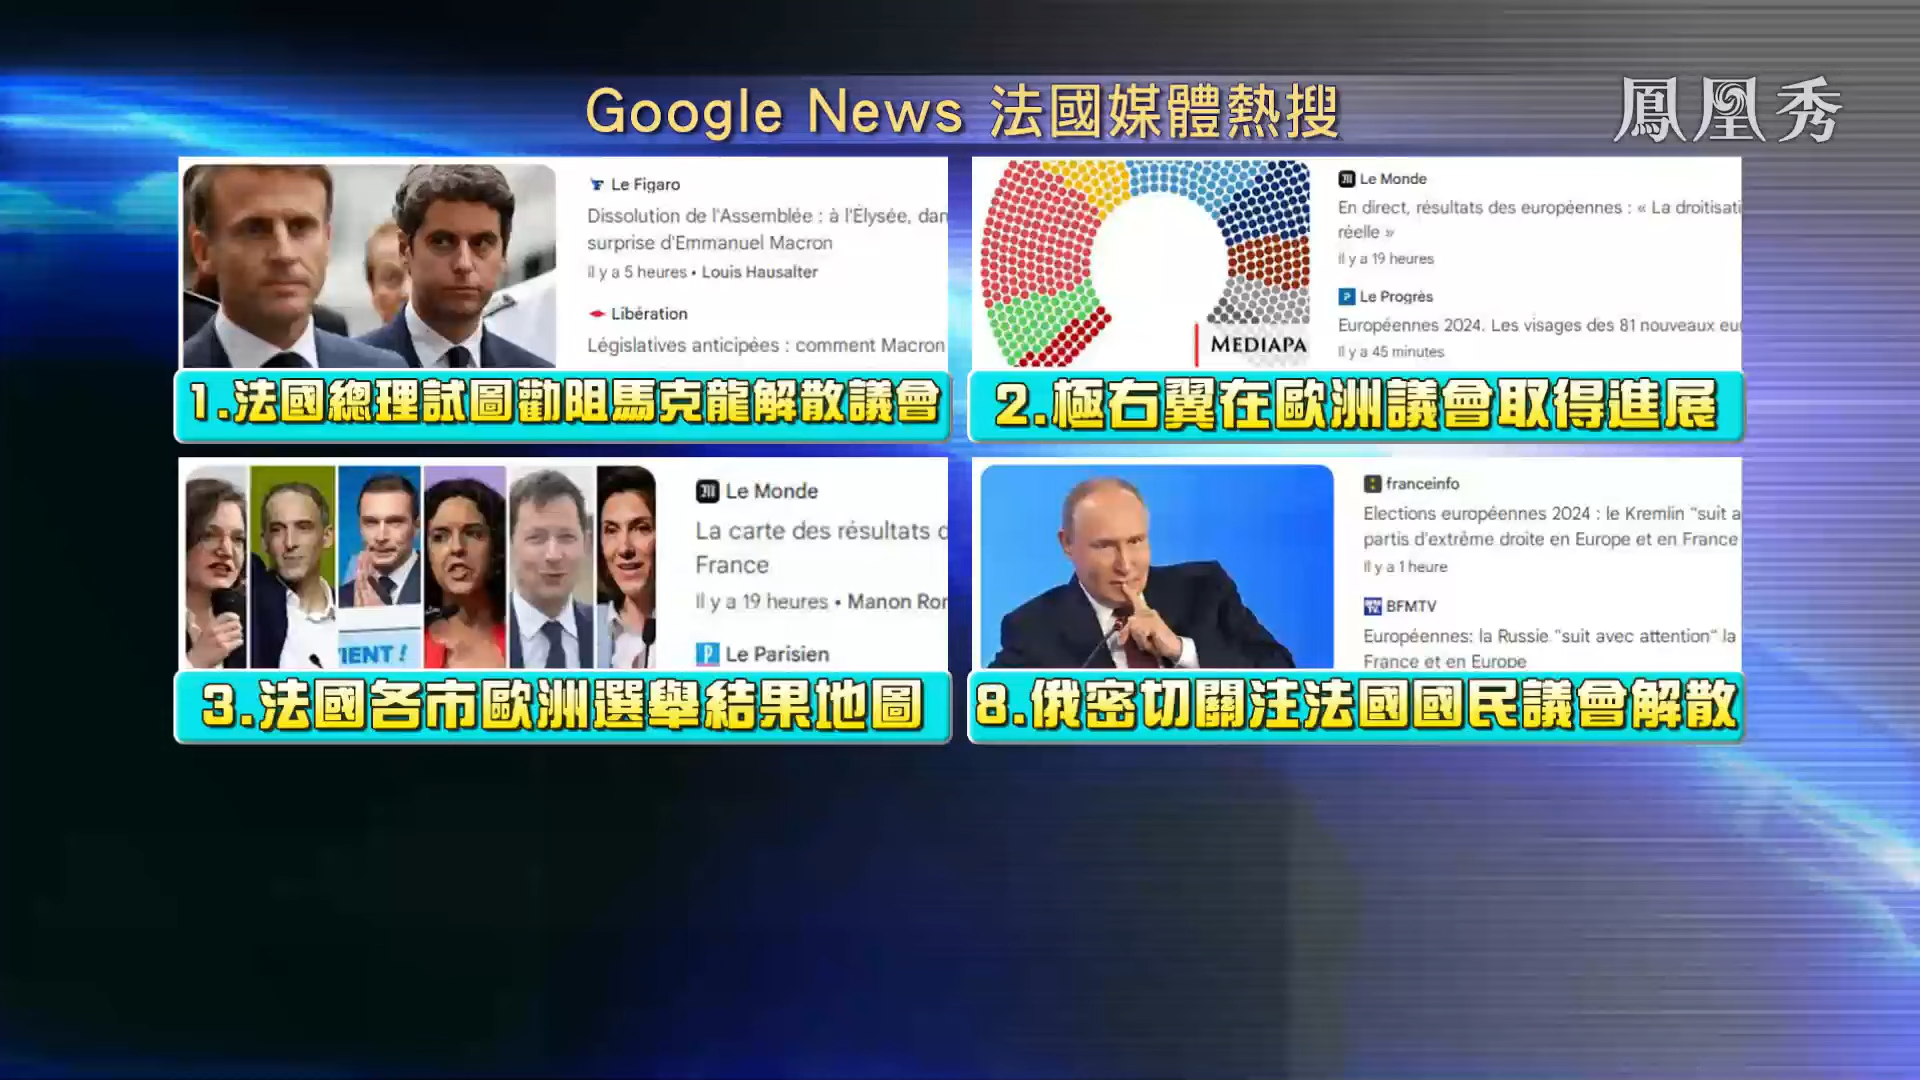 Google News 法國媒體熱搜
鳳凰秀
Le Figaro
Dissolution de l'Assemblée : à l'Élysée, dan
surprise d'Emmanuel Macron
Il y a 5 heures • Louis Hausalter
Libération
Législatives anticipées : comment Macron
1.法國總理試圖勸阻馬克龍解散議會
MEDIAPA
Le Monde
En direct, résultats des européennes : « La droitisati
réelle »
Il y a 19 heures
Le Progrès
Européennes 2024. Les visages des 81 nouveaux eu
Il y a 45 minutes
2.極右翼在歐洲議會取得進展
IENT !
Le Monde
La carte des résultats d
France
Il y a 19 heures • Manon Ror
Le Parisien
3.法國各市歐洲選舉結果地圖
franceinfo
Elections européennes 2024 : le Kremlin "suit a
partis d'extrême droite en Europe et en France
Il y a 1 heure
BFMTV
Européennes: la Russie "suit avec attention" la
France et en Europe
8.俄密切關注法國國民議會解散